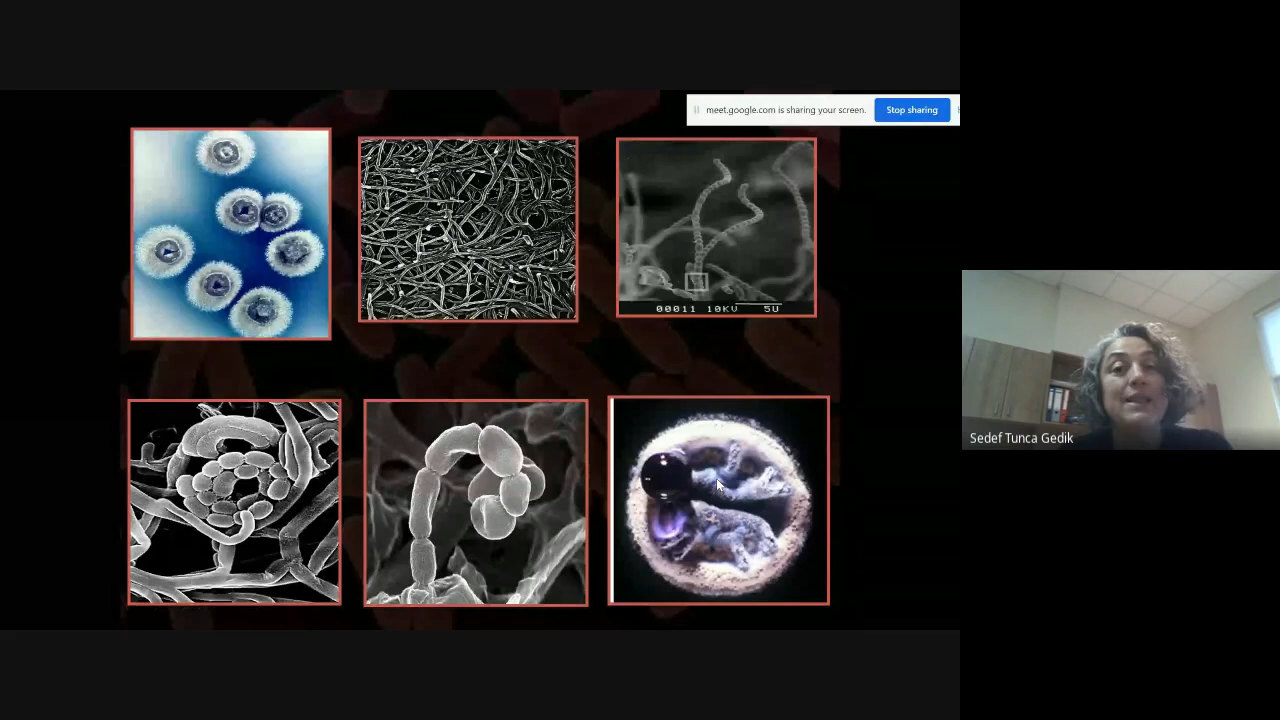 meet.google.com is sharing your screen.
Stop sharing
00011 10KV 5U
Sedef Tunca Gedik